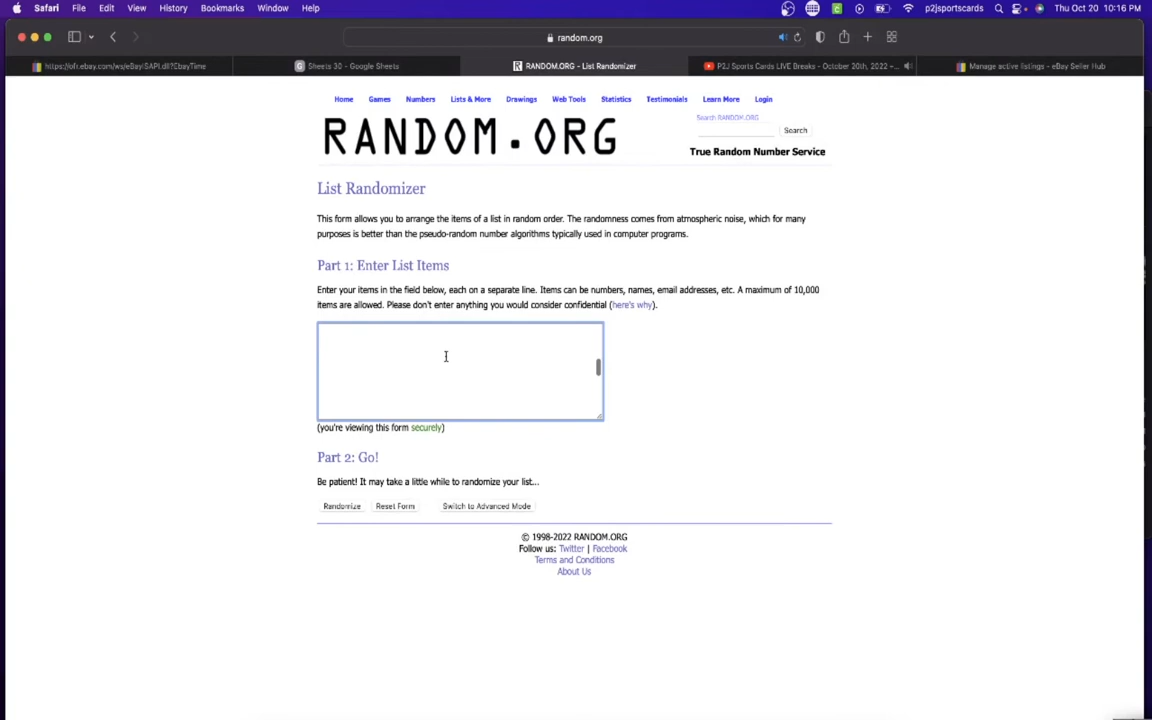 Safari File Edit View History Bookmarks Window Help p2jsportscards Thu Oct 20 10:16 PM
random.org
https://ofr.ebay.com/ws/eBayISAPI.dll?EbayTime Sheets 30 - Google Sheets RANDOM.ORG - List Randomizer P2J Sports Cards LIVE Breaks - October 20th, 2022 -... Manage active listings - eBay Seller Hub
Home Games Numbers Lists & More Drawings Web Tools Statistics Testimonials Learn More Login
Search RANDOM.ORG
RANDOM.ORG
Search
True Random Number Service
List Randomizer
This form allows you to arrange the items of a list in random order. The randomness comes from atmospheric noise, which for many
purposes is better than the pseudo-random number algorithms typically used in computer programs.
Part 1: Enter List Items
Enter your items in the field below, each on a separate line. Items can be numbers, names, email addresses, etc. A maximum of 10,000
items are allowed. Please don't enter anything you would consider confidential (here's why).
(you're viewing this form securely)
Part 2: Go!
Be patient! It may take a little while to randomize your list...
Randomize Reset Form Switch to Advanced Mode
© 1998-2022 RANDOM.ORG
Follow us: Twitter | Facebook
Terms and Conditions
About Us